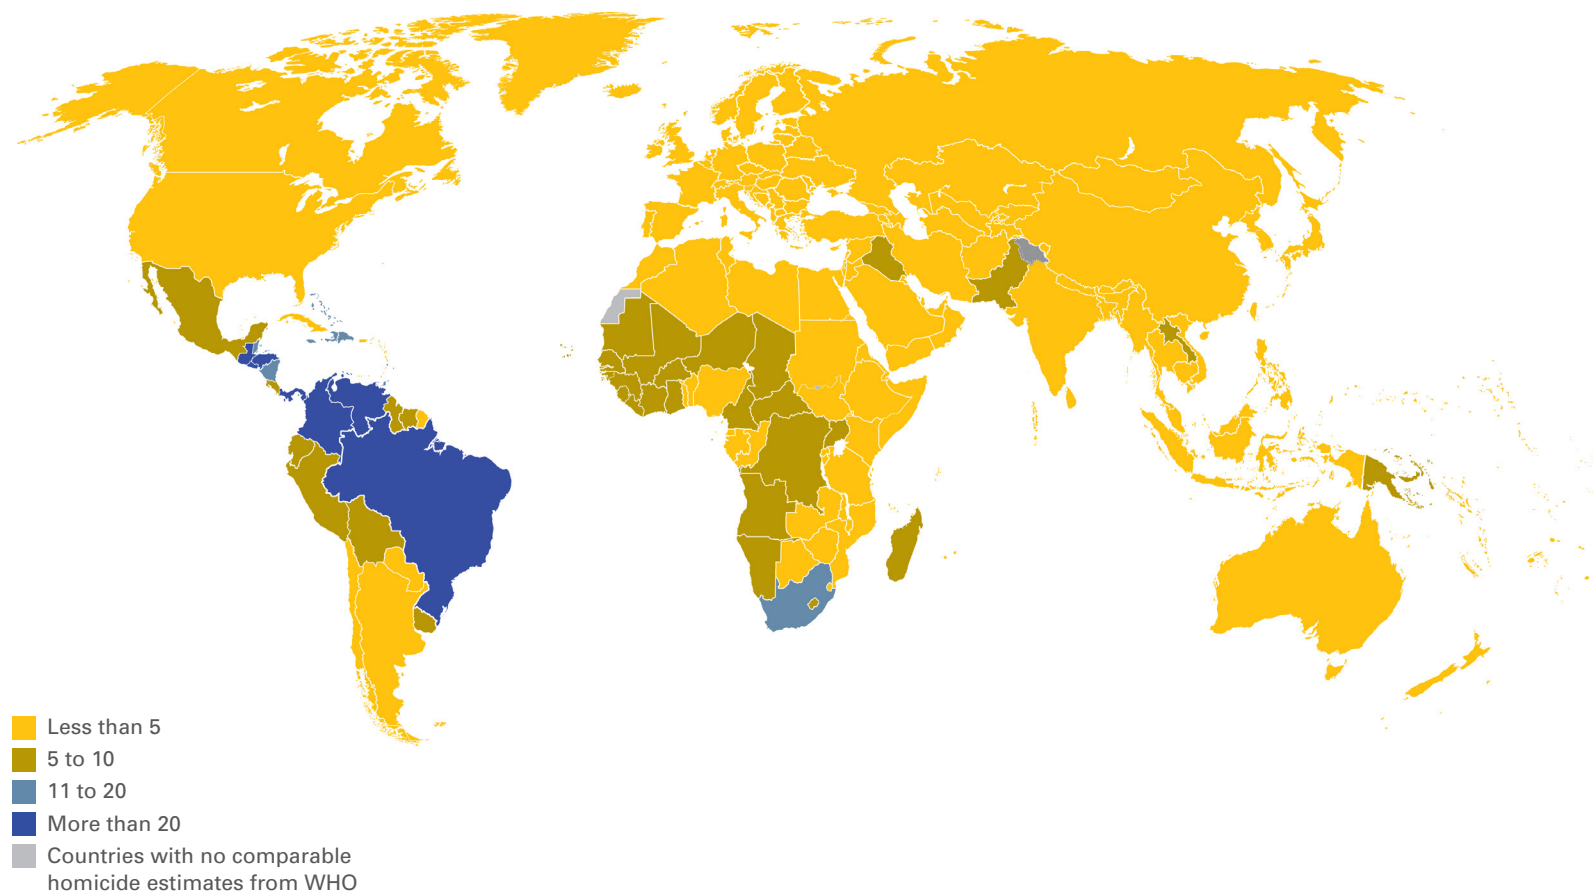 Less than 5
5 to 10
11 to 20
More than 20
Countries with no comparable
homicide estimates from WHO